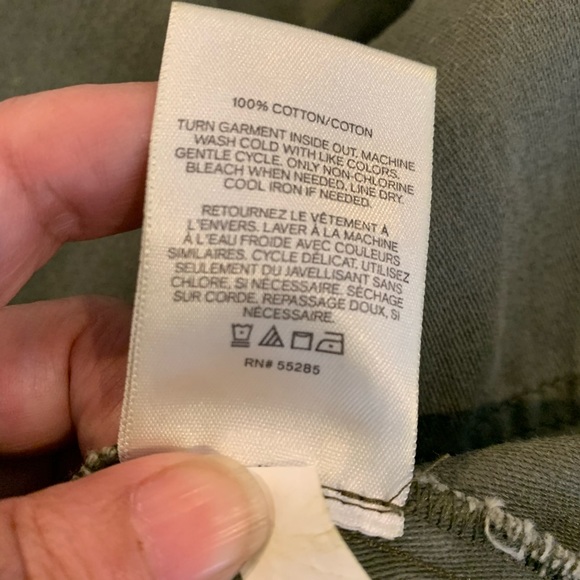 100% COTTON/COTON
TURN GARMENT INSIDE OUT. MACHINE
WASH COLD WITH LIKE COLORS.
GENTLE CYCLE. ONLY NON-CHLORINE
BLEACH WHEN NEEDED. LINE DRY.
COOL IRON IF NEEDED.
RETOURNEZ LE VÊTEMENT À
L'ENVERS. LAVER À LA MACHINE
À L'EAU FROIDE AVEC COULEURS
SIMILAIRES. CYCLE DÉLICAT. UTILISEZ
SEULEMENT DU JAVELLISANT SANS
CHLORE, SI NÉCESSAIRE. SÉCHAGE
SUR CORDE. REPASSAGE DOUX, SI
NÉCESSAIRE.
RN# 55285